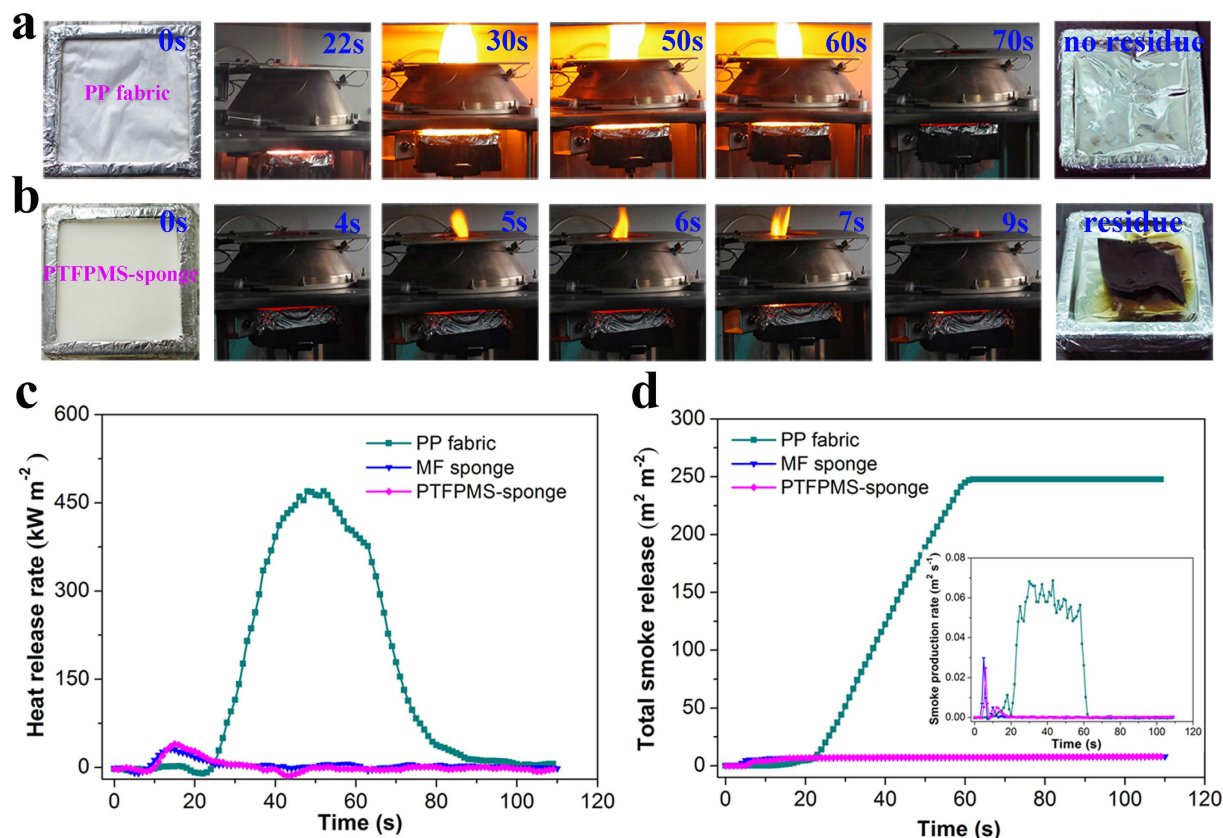 a
0s
22s
30s
50s
60s
70s
no residue
PP fabric
b
0s
4s
5s
6s
7s
9s
residue
PTFPMS-sponge
c
Heat release rate (kW m⁻²)
600
450
300
150
0
0
20
40
60
80
100
120
Time (s)
PP fabric
MF sponge
PTFPMS-sponge
d
Total smoke release (m² m⁻²)
300
250
200
150
100
50
0
0
20
40
60
80
100
120
Time (s)
PP fabric
MF sponge
PTFPMS-sponge
Smoke production rate (m² s⁻¹)
0.08
0.06
0.04
0.02
0.00
0
20
40
60
80
100
120
Time (s)